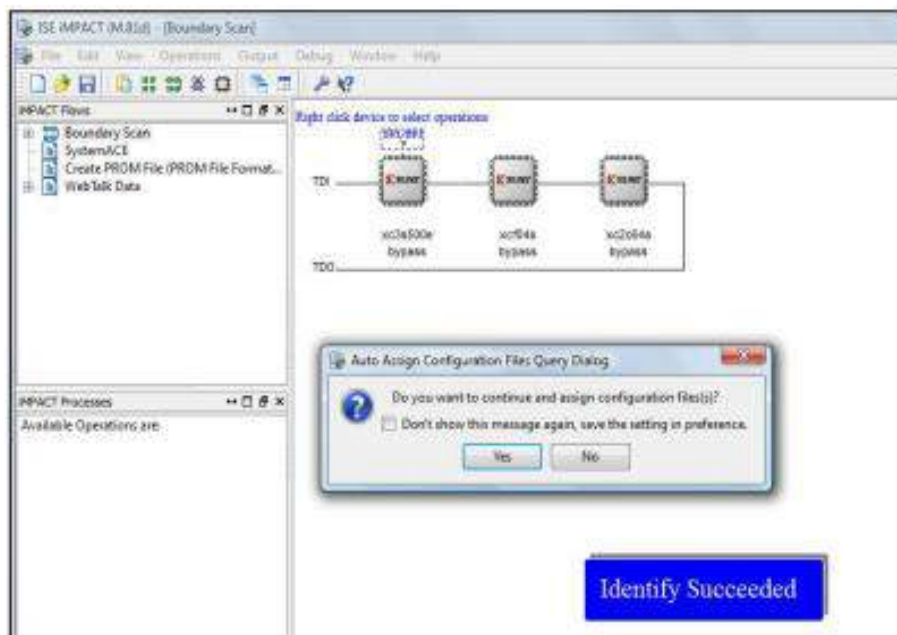 ISE iMPACT (M.81d) - [Boundary Scan]
File Edit View Operations Output Debug Window Help
iMPACT Flows
Boundary Scan
SystemACE
Create PROM File (PROM File Format...
WebTalk Data
Right click device to select operations
TDI
XILINX
XILINX
XILINX
xc3s500e
xcf04s
xc2c64a
bypass
bypass
bypass
TDO
Auto Assign Configuration Files Query Dialog
Do you want to continue and assign configuration files(s)?
Don't show this message again, save the setting in preference.
Yes
No
iMPACT Processes
Available Operations are:
Identify Succeeded